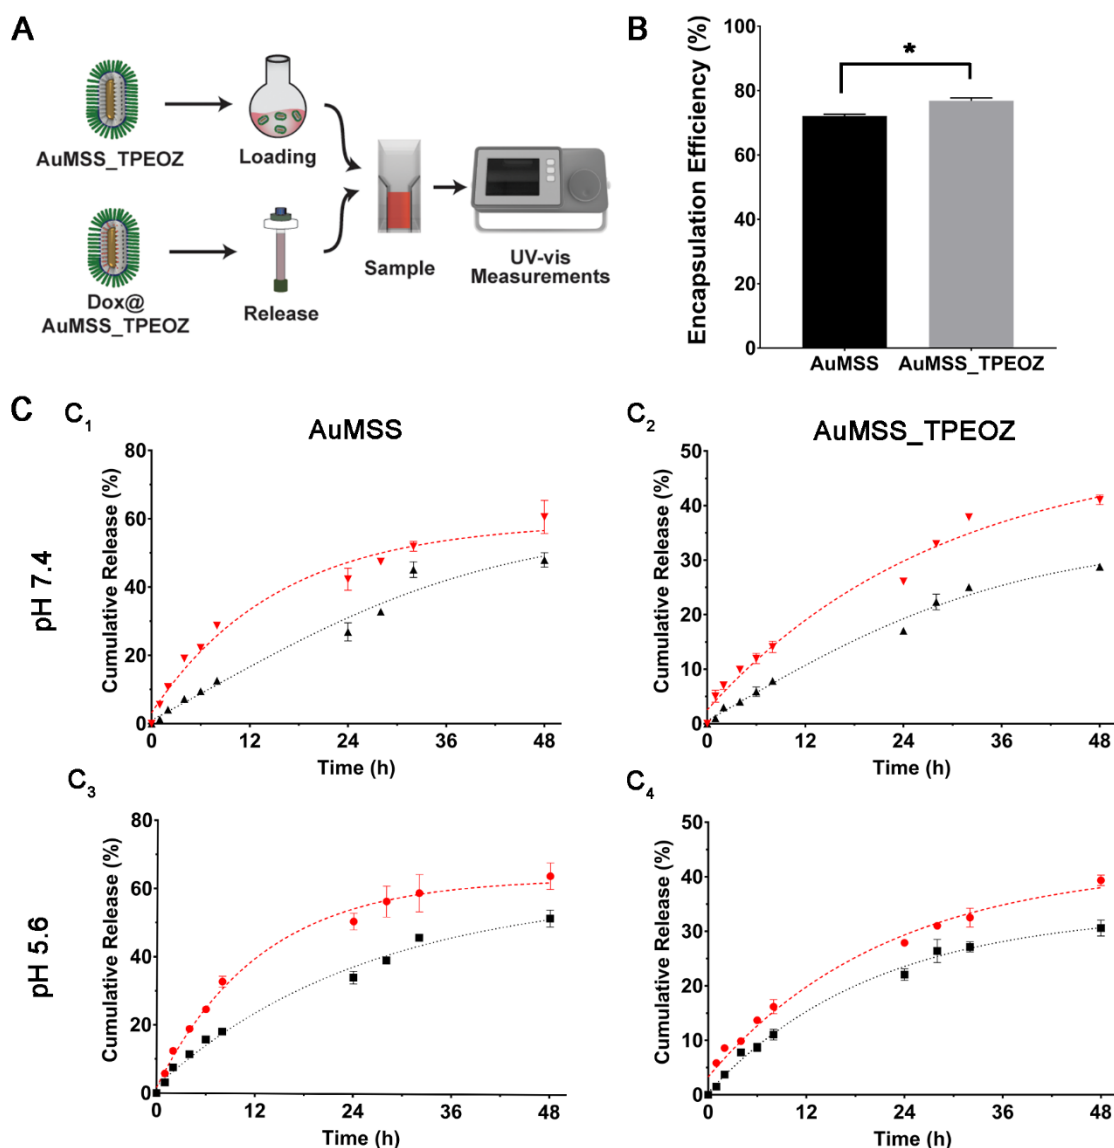 A
AuMSS_TPEOZ
Loading
Dox@
AuMSS_TPEOZ
Release
Sample
UV-vis
Measurements
B
Encapsulation Efficiency (%)
100
80
60
40
20
0
*
AuMSS
AuMSS_TPEOZ
C
C1
AuMSS
pH 7.4
Cumulative Release (%)
80
60
40
20
0
0
12
24
36
48
Time (h)
C2
AuMSS_TPEOZ
Cumulative Release (%)
50
40
30
20
10
0
0
12
24
36
48
Time (h)
C3
pH 5.6
Cumulative Release (%)
80
60
40
20
0
0
12
24
36
48
Time (h)
C4
Cumulative Release (%)
50
40
30
20
10
0
0
12
24
36
48
Time (h)